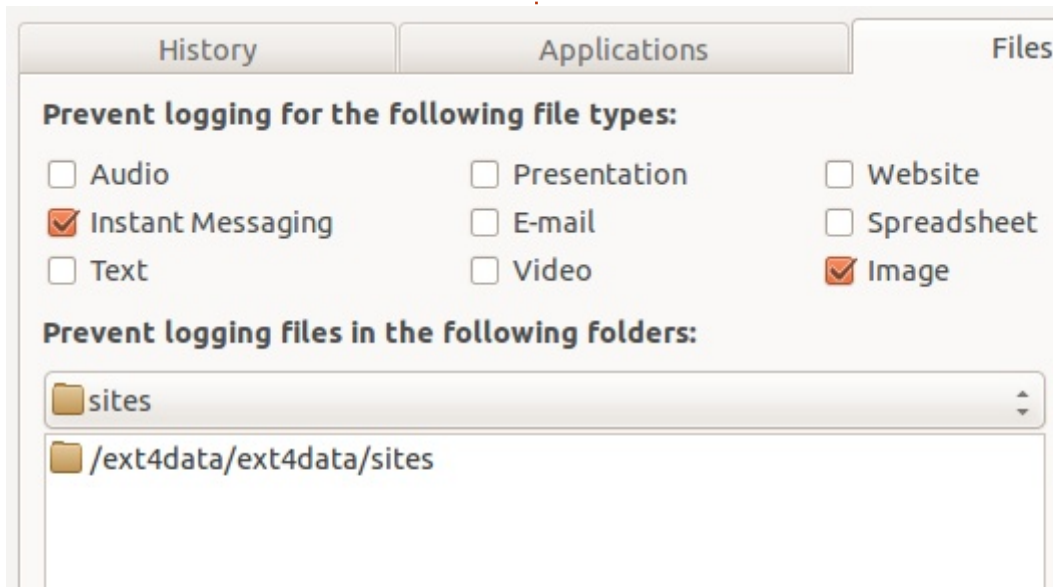 History Applications Files
Prevent logging for the following file types:
Audio Presentation Website
Instant Messaging E-mail Spreadsheet
Text Video Image
Prevent logging files in the following folders:
sites
/ext4data/ext4data/sites